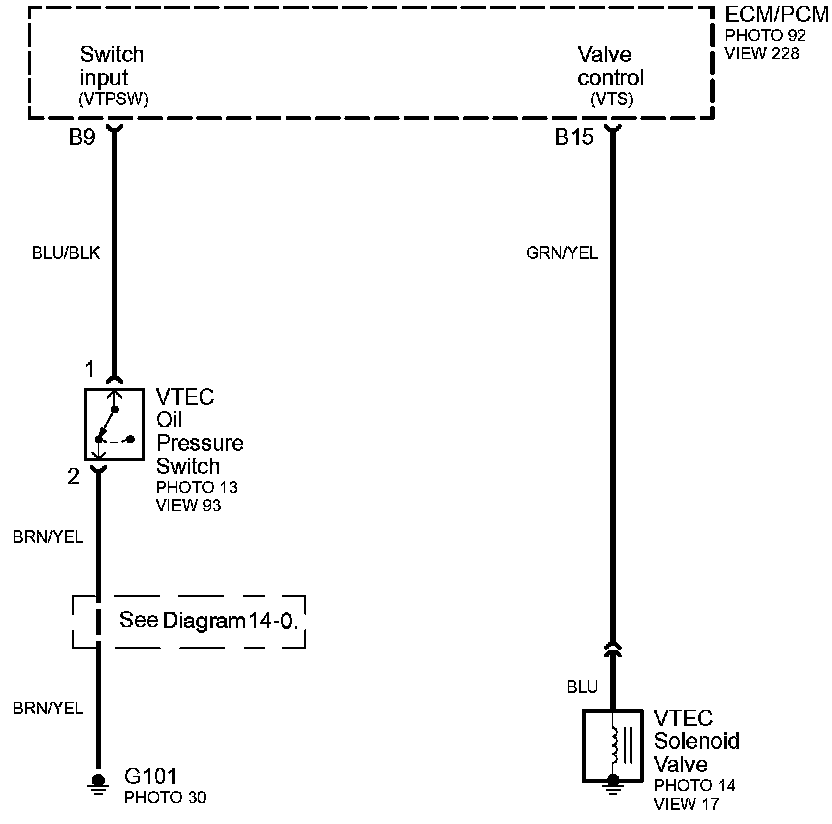 ECM/PCM
PHOTO 92
VIEW 228
Switch
input
(VTPSW)
Valve
control
(VTS)
B9
B15
BLU/BLK
GRN/YEL
1
VTEC
Oil
Pressure
Switch
PHOTO 13
VIEW 93
2
BRN/YEL
See Diagram 14-0.
BRN/YEL
G101
PHOTO 30
BLU
VTEC
Solenoid
Valve
PHOTO 14
VIEW 17